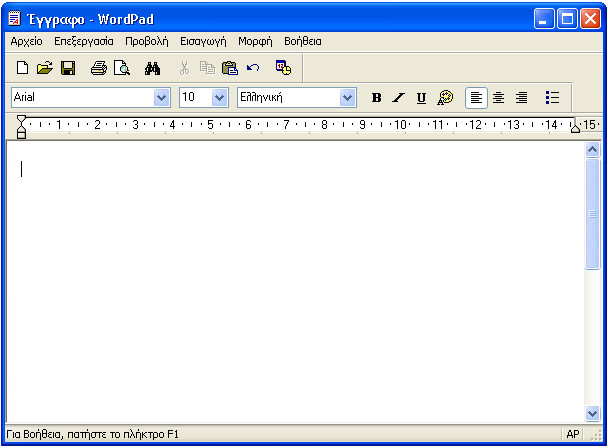 Έγγραφο - WordPad
Αρχείο Επεξεργασία Προβολή Εισαγωγή Μορφή Βοήθεια
Arial 10 Ελληνική B / U
1 2 3 4 5 6 7 8 9 10 11 12 13 14 15
Για Βοήθεια, πατήστε το πλήκτρο F1 ΑΡ